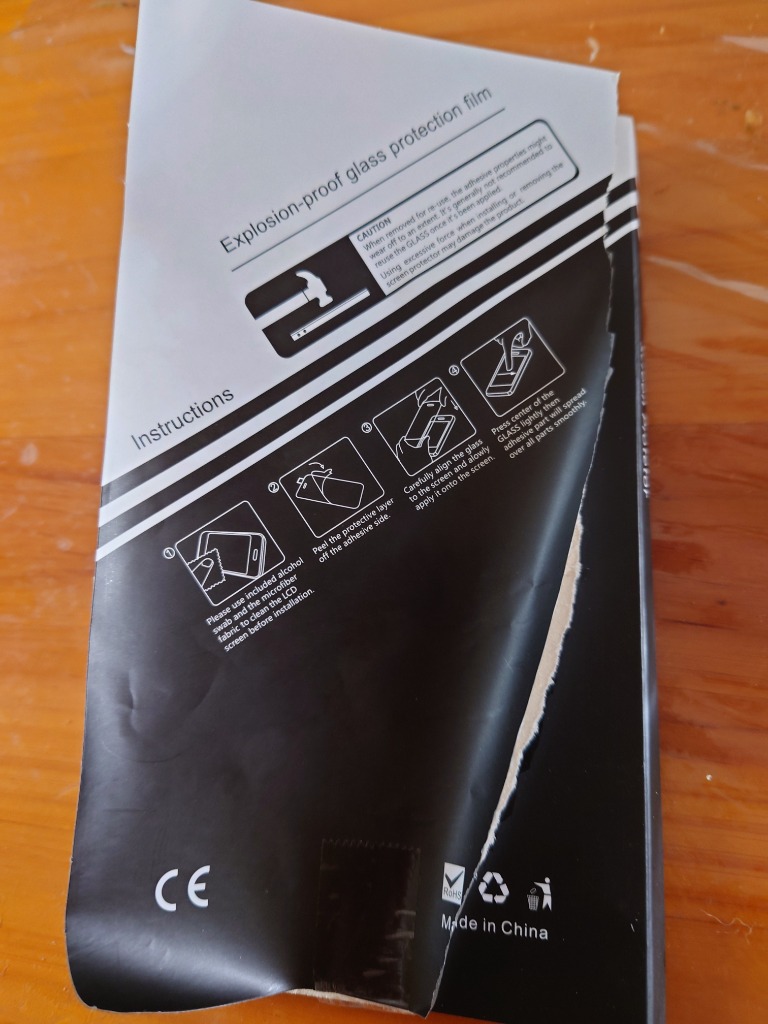 Explosion-proof glass protection film
CAUTION
When removed for re-use, the adhesive properties might
wear off to an extent. It's generally not recommended to
reuse the GLASS once it's been applied.
Using excessive force when installing or removing the
screen protector may damage the product.
Instructions
1
Please use included alcohol
swab and the microfiber
fabric to clean the LCD
screen before installation.
2
Peel the protective layer
off the adhesive side.
3
Carefully align the glass
to the screen and alowly
apply it onto the screen.
4
Press center of the
GLASS lightly then
adhesive part will spread
over all parts smoothly.
CE
RoHS
Made in China